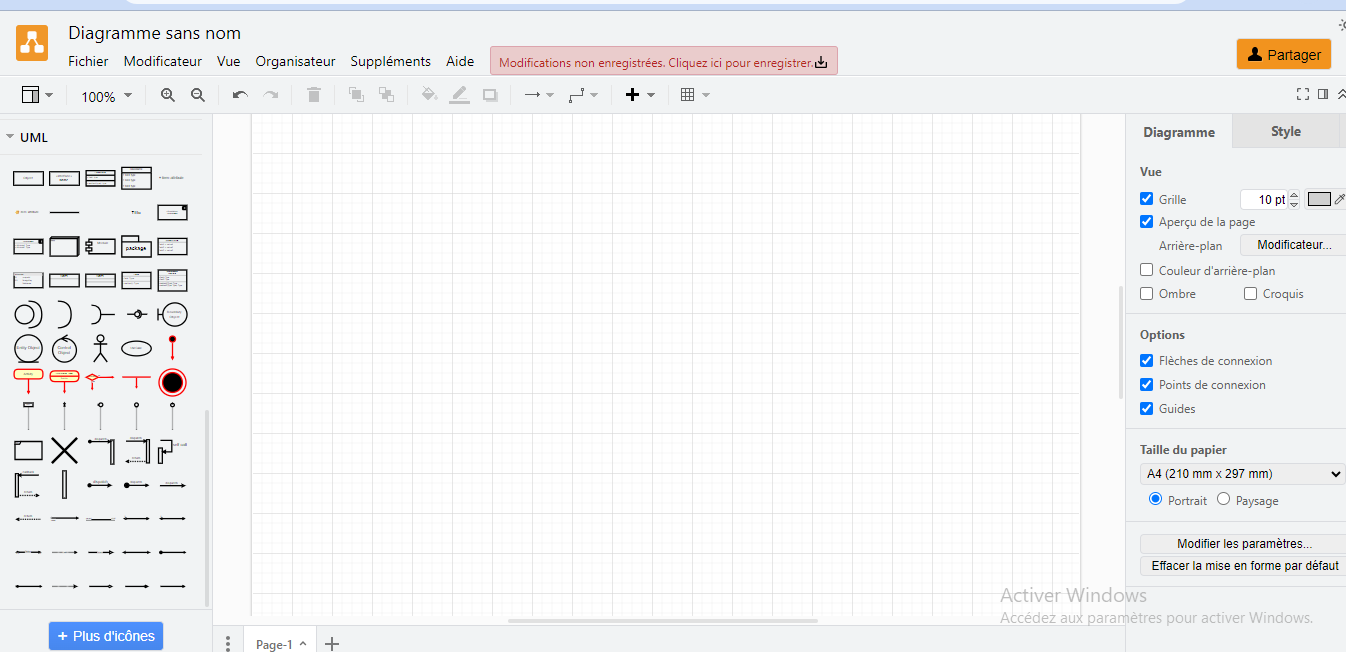 Diagramme sans nom
Fichier Modificateur Vue Organisateur Suppléments Aide
Modifications non enregistrées. Cliquez ici pour enregistrer.
Partager
100%
UML
package
Entity Object
Control Object
+ Plus d'icônes
Page-1
Diagramme Style
Vue
Grille 10 pt
Aperçu de la page
Arrière-plan Modificateur...
Couleur d'arrière-plan
Ombre Croquis
Options
Flèches de connexion
Points de connexion
Guides
Taille du papier
A4 (210 mm x 297 mm)
Portrait Paysage
Modifier les paramètres...
Effacer la mise en forme par défaut
Activer Windows
Accédez aux paramètres pour activer Windows.